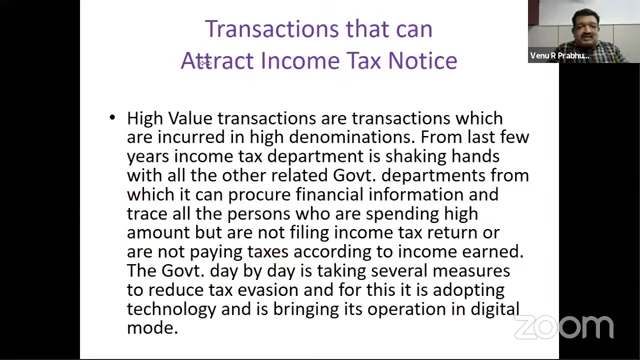 Transactions that can
Attract Income Tax Notice
Venu R Prabhu...
• High Value transactions are transactions which
are incurred in high denominations. From last few
years income tax department is shaking hands
with all the other related Govt. departments from
which it can procure financial information and
trace all the persons who are spending high
amount but are not filing income tax return or
are not paying taxes according to income earned.
The Govt. day by day is taking several measures
to reduce tax evasion and for this it is adopting
technology and is bringing its operation in digital
mode.
zoom